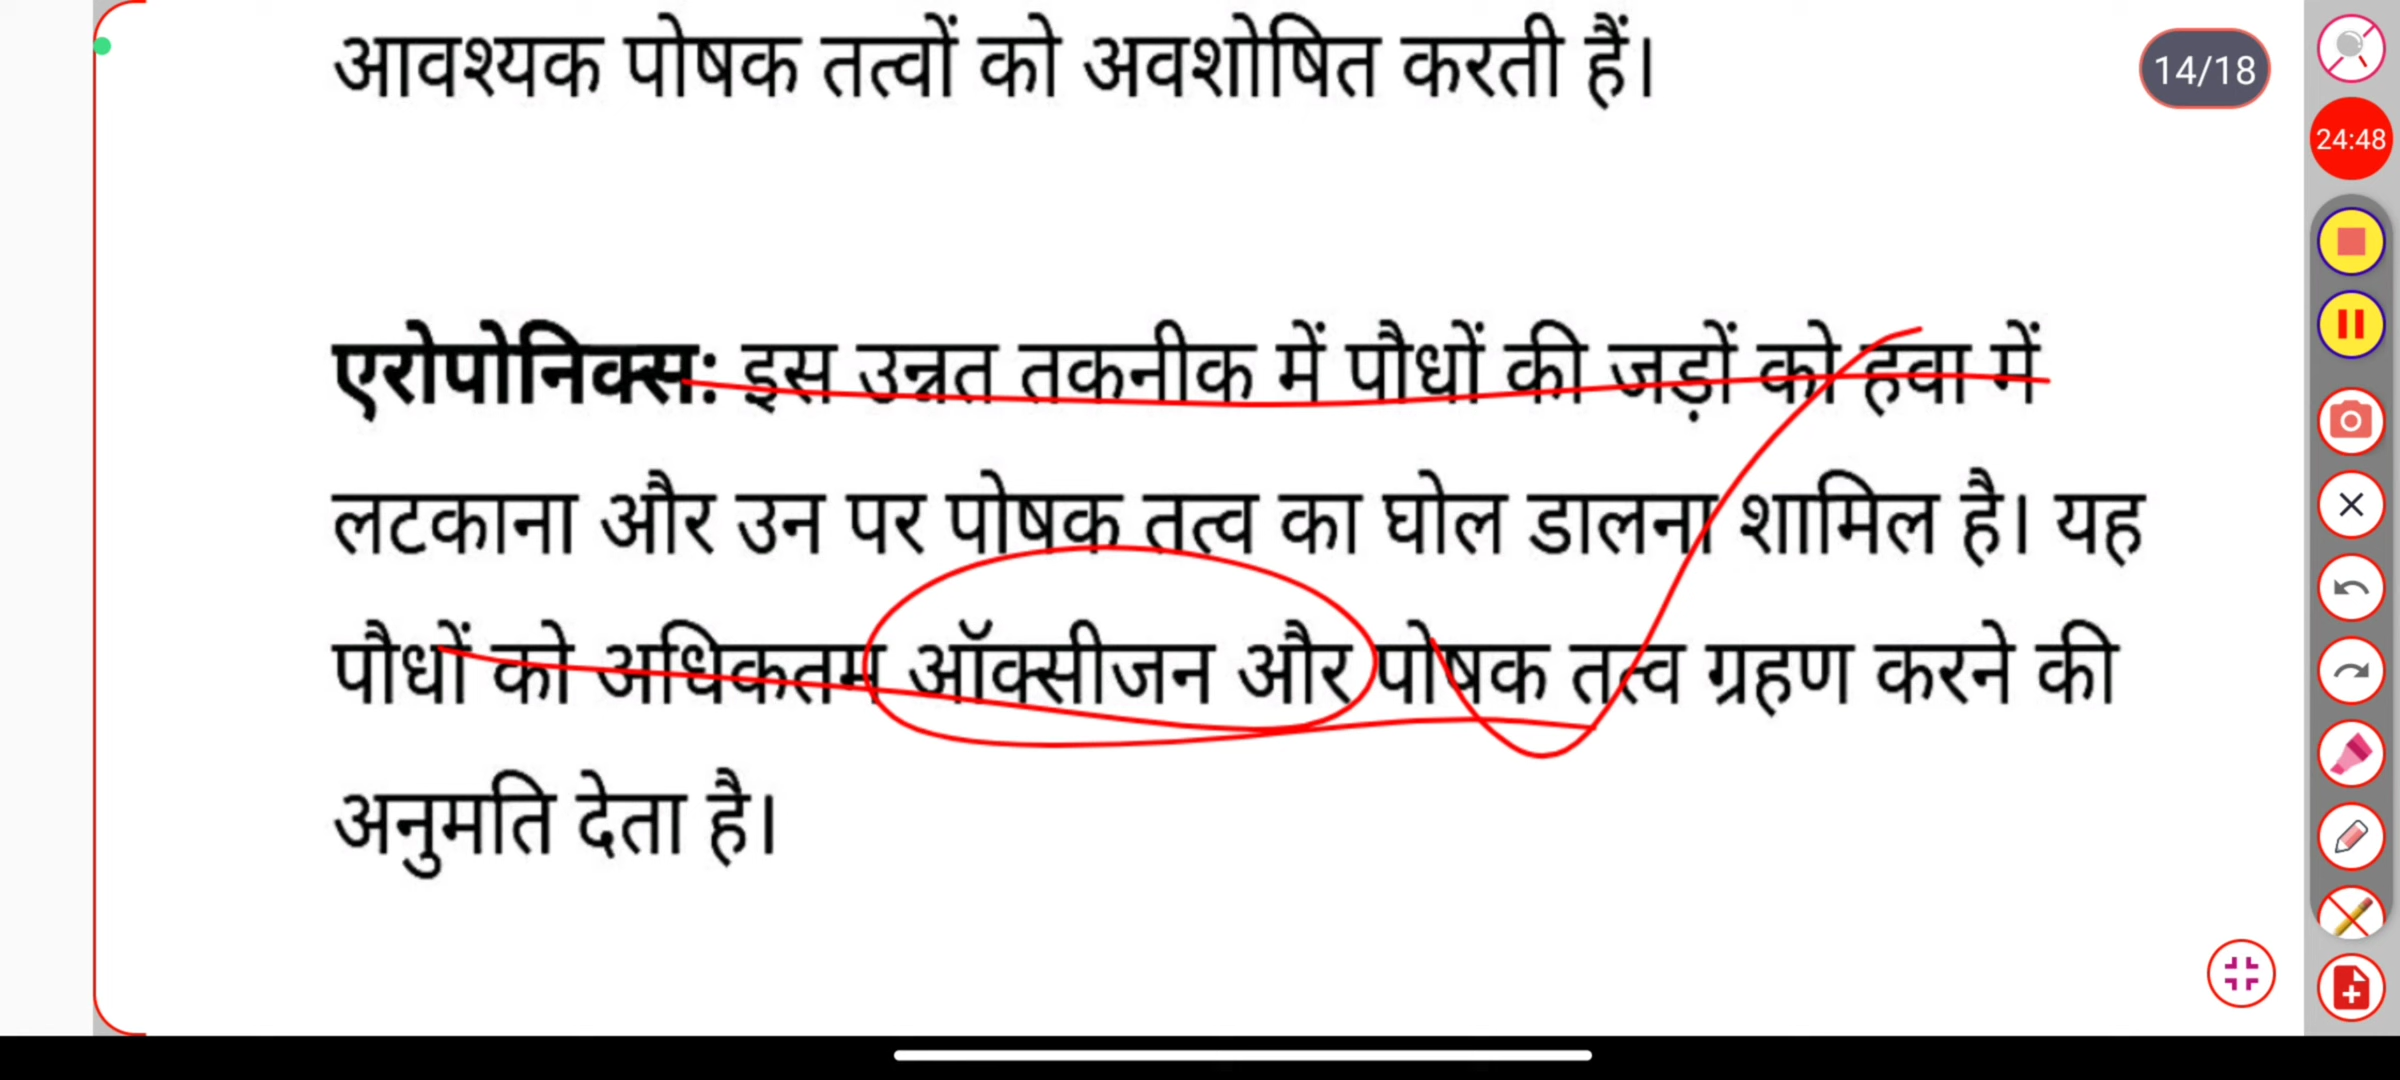 आवश्यक पोषक तत्वों को अवशोषित करती हैं।
14/18
24:48
एरोपोनिक्स: इस उन्नत तकनीक में पौधों की जड़ों को हवा में
लटकाना और उन पर पोषक तत्व का घोल डालना शामिल है। यह
पौधों को अधिकतम ऑक्सीजन और पोषक तत्व ग्रहण करने की
अनुमति देता है।